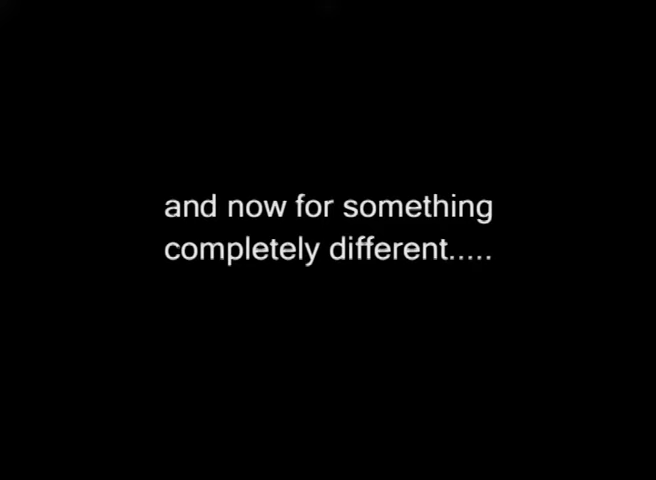 and now for something
completely different.....